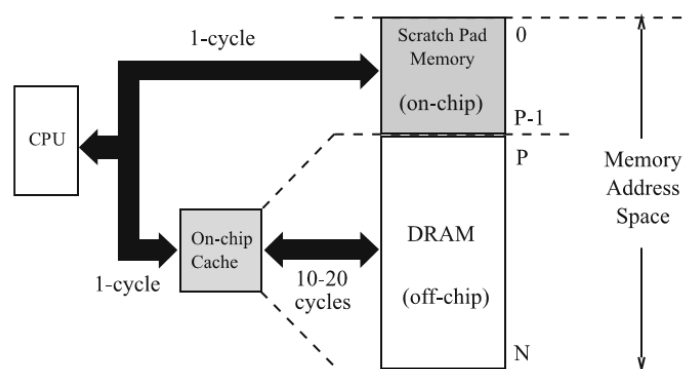 1-cycle
Scratch Pad
Memory
(on-chip)
0
P-1
CPU
P
Memory
Address
Space
On-chip
Cache
DRAM
1-cycle
10-20
cycles
(off-chip)
N